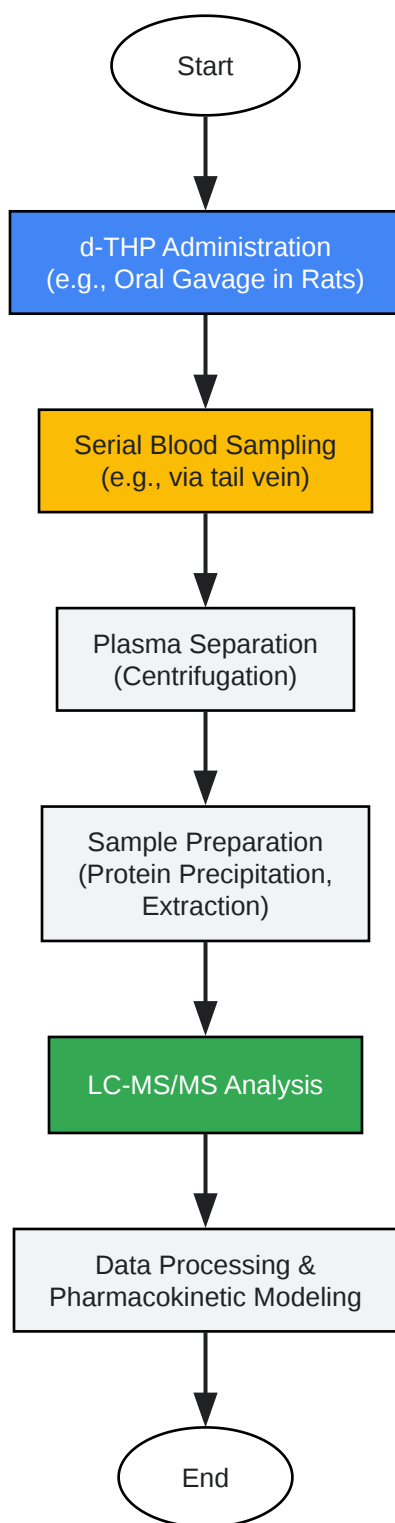 Start
d-THP Administration
(e.g., Oral Gavage in Rats)
Serial Blood Sampling
(e.g., via tail vein)
Plasma Separation
(Centrifugation)
Sample Preparation
(Protein Precipitation,
Extraction)
LC-MS/MS Analysis
Data Processing &
Pharmacokinetic Modeling
End